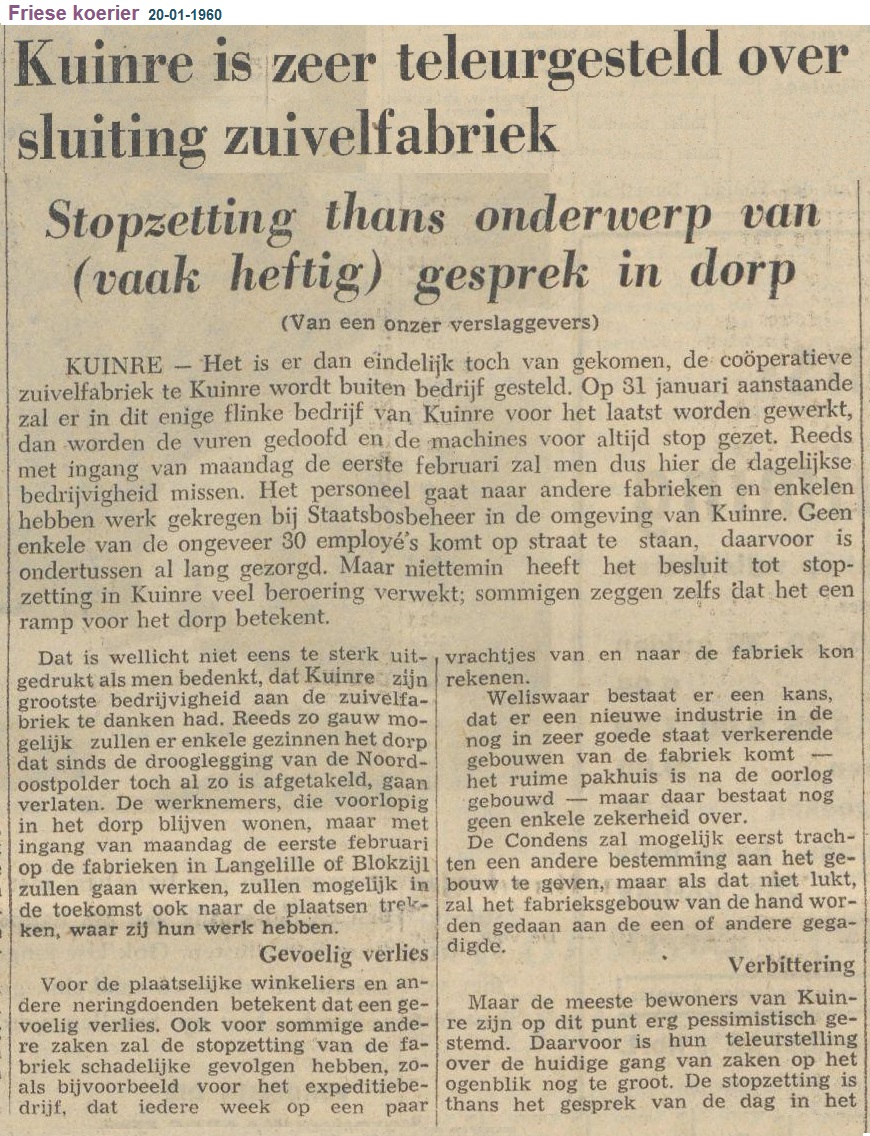 Friese koerier 20-01-1960
Kuinre is zeer teleurgesteld over
sluiting zuivelfabriek
Stopzetting thans onderwerp van
(vaak heftig) gesprek in dorp
(Van een onzer verslaggevers)
KUINRE — Het is er dan eindelijk toch van gekomen, de coöperatieve
zuivelfabriek te Kuinre wordt buiten bedrijf gesteld. Op 31 januari aanstaande
zal er in dit enige flinke bedrijf van Kuinre voor het laatst worden gewerkt,
dan worden de vuren gedoofd en de machines voor altijd stop gezet. Reeds
met ingang van maandag de eerste februari zal men dus hier de dagelijkse
bedrijvigheid missen. Het personeel gaat naar andere fabrieken en enkelen
hebben werk gekregen bij Staatsbosbeheer in de omgeving van Kuinre. Geen
enkele van de ongeveer 30 employé's komt op straat te staan, daarvoor is
ondertussen al lang gezorgd. Maar niettemin heeft het besluit tot stop-
zetting in Kuinre veel beroering verwekt; sommigen zeggen zelfs dat het een
ramp voor het dorp betekent.
Dat is wellicht niet eens te sterk uit-
gedrukt als men bedenkt, dat Kuinre zijn
grootste bedrijvigheid aan de zuivelfa-
briek te danken had. Reeds zo gauw mo-
gelijk zullen er enkele gezinnen het dorp
dat sinds de drooglegging van de Noord-
oostpolder toch al zo is afgetakeld, gaan
verlaten. De werknemers, die voorlopig
in het dorp blijven wonen, maar met
ingang van maandag de eerste februari
op de fabrieken in Langelille of Blokzijl
zullen gaan werken, zullen mogelijk in
de toekomst ook naar de plaatsen trek-
ken, waar zij hun werk hebben.
Gevoelig verlies
Voor de plaatselijke winkeliers en an-
dere neringdoenden betekent dat een ge-
voelig verlies. Ook voor sommige ande-
re zaken zal de stopzetting van de fa-
briek schadelijke gevolgen hebben, zo-
als bijvoorbeeld voor het expeditiebe-
drijf, dat iedere week op een paar
vrachtjes van en naar de fabriek kon
rekenen.
Weliswaar bestaat er een kans,
dat er een nieuwe industrie in de
nog in zeer goede staat verkerende
gebouwen van de fabriek komt —
het ruime pakhuis is na de oorlog
gebouwd — maar daar bestaat nog
geen enkele zekerheid over.
De Condens zal mogelijk eerst trach-
ten een andere bestemming aan het ge-
bouw te geven, maar als dat niet lukt,
zal het fabrieksgebouw van de hand wor-
den gedaan aan de een of andere gega-
digde.
Verbittering
Maar de meeste bewoners van Kuin-
re zijn op dit punt erg pessimistisch ge-
stemd. Daarvoor is hun teleurstelling
over de huidige gang van zaken op het
ogenblik nog te groot. De stopzetting is
thans het gesprek van de dag in het